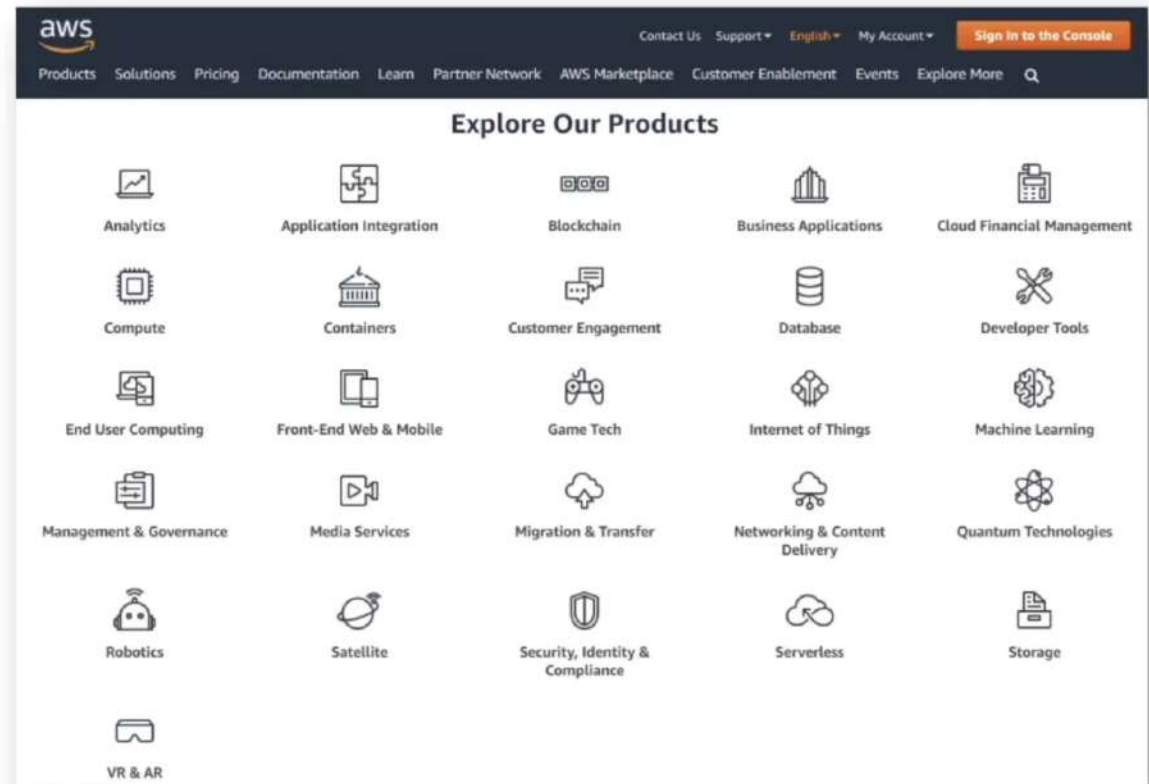 aws
Contact Us Support English My Account Sign In to the Console
Products Solutions Pricing Documentation Learn Partner Network AWS Marketplace Customer Enablement Events Explore More
Explore Our Products
Analytics Application Integration Blockchain Business Applications Cloud Financial Management
Compute Containers Customer Engagement Database Developer Tools
End User Computing Front-End Web & Mobile Game Tech Internet of Things Machine Learning
Management & Governance Media Services Migration & Transfer Networking & Content Quantum Technologies
Delivery
Robotics Satellite Security, Identity & Serverless Storage
Compliance
VR & AR